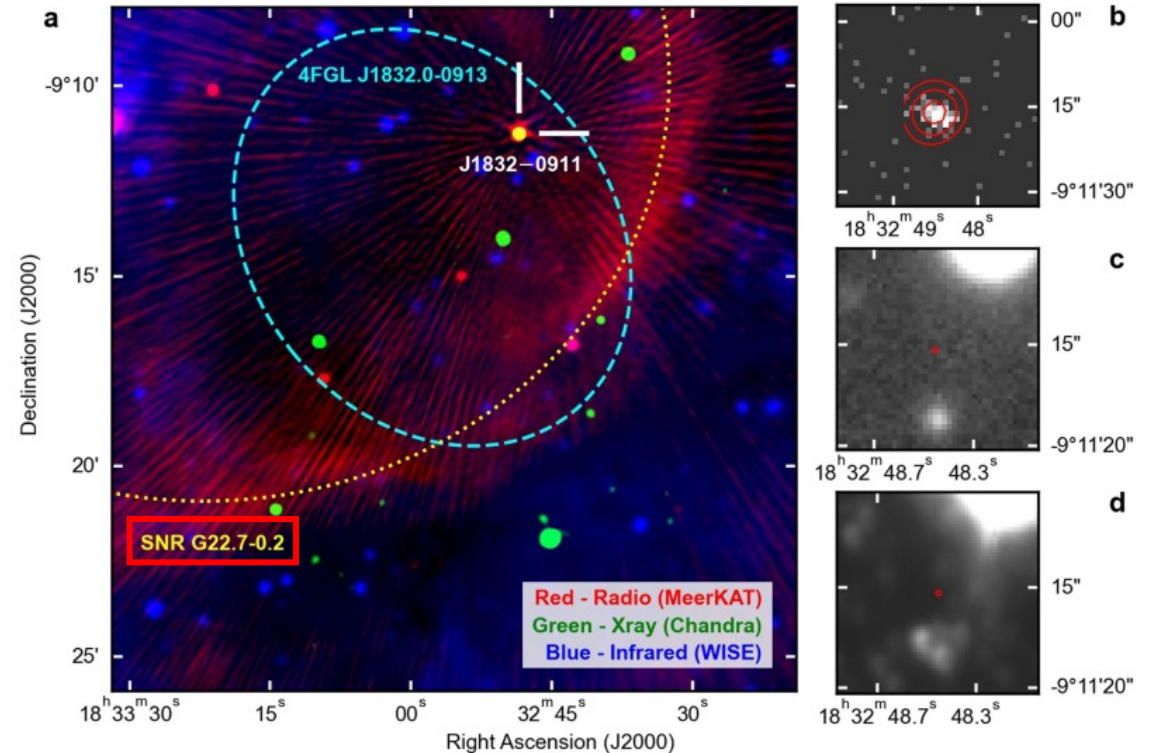 a
4FGL J1832.0-0913
J1832−0911
SNR G22.7-0.2
Red - Radio (MeerKAT)
Green - Xray (Chandra)
Blue - Infrared (WISE)
-9°10'
15'
20'
25'
18ʰ33ᵐ30ˢ
15ˢ
00ˢ
32ᵐ45ˢ
30ˢ
Declination (J2000)
Right Ascension (J2000)
b
00"
15"
-9°11'30"
18ʰ32ᵐ49ˢ
48ˢ
c
15"
-9°11'20"
18ʰ32ᵐ48.7ˢ
48.3ˢ
d
15"
-9°11'20"
18ʰ32ᵐ48.7ˢ
48.3ˢ